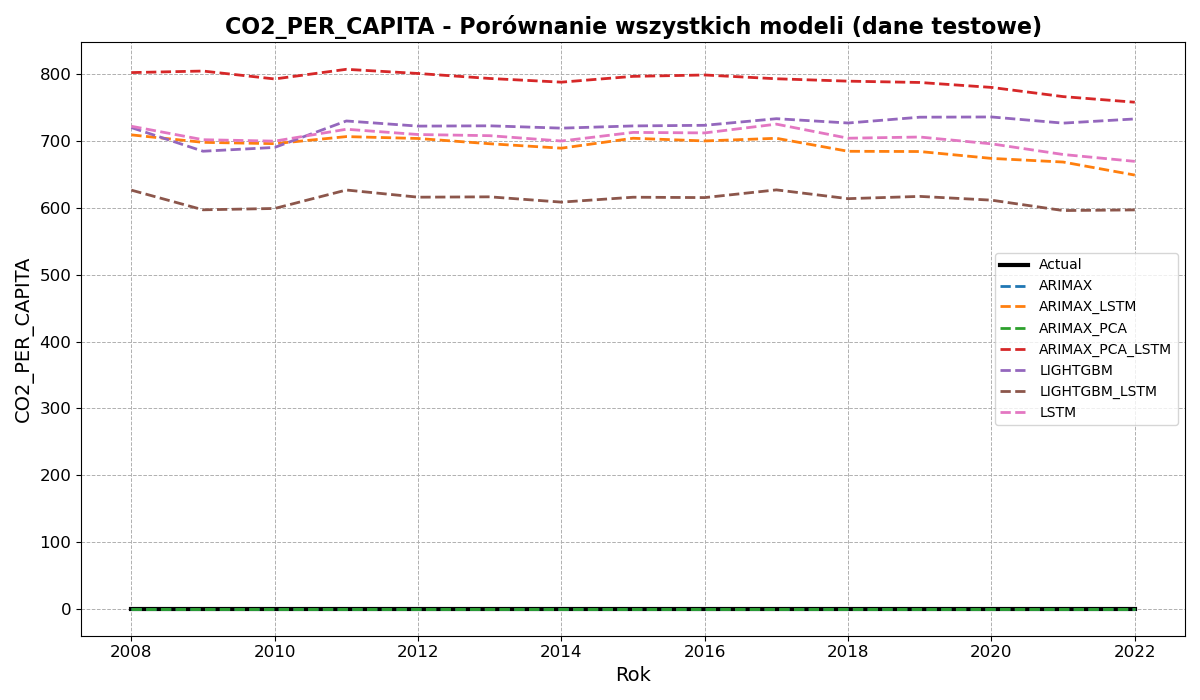 CO2_PER_CAPITA - Porównanie wszystkich modeli (dane testowe)
800
700
600
500
400
300
200
100
0
CO2_PER_CAPITA
Actual
ARIMAX
ARIMAX_LSTM
ARIMAX_PCA
ARIMAX_PCA_LSTM
LIGHTGBM
LIGHTGBM_LSTM
LSTM
2008
2010
2012
2014
2016
2018
2020
2022
Rok